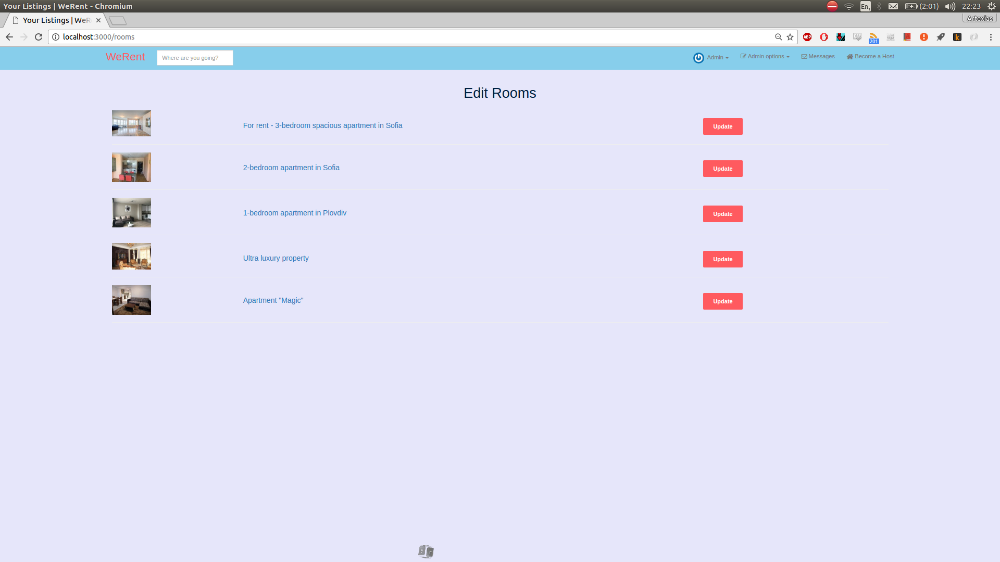 Your Listings | WeRent - Chromium
En1
(2:01)
22:23
Your Listings | WeR
Artexias
localhost:3000/rooms
ABP
CSS
201
k
WeRent
Where are you going?
Admin
Admin options
Messages
Become a Host
Edit Rooms
For rent - 3-bedroom spacious apartment in Sofia
Update
2-bedroom apartment in Sofia
Update
1-bedroom apartment in Plovdiv
Update
Ultra luxury property
Update
Apartment "Magic"
Update